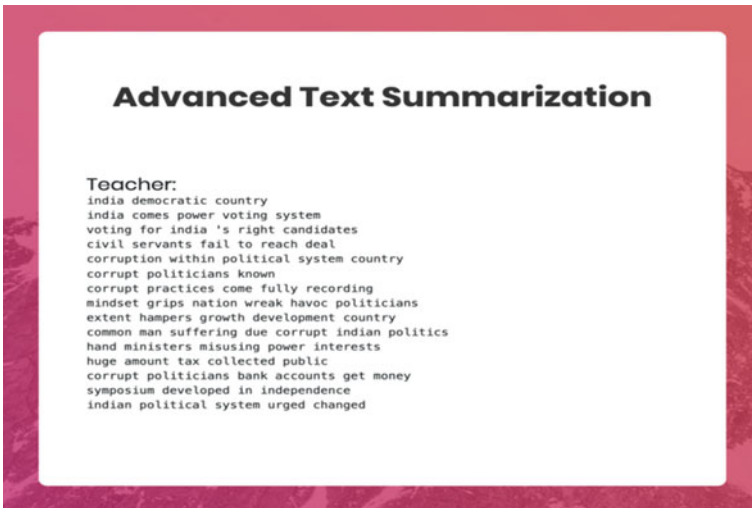 Advanced Text Summarization
Teacher:
india democratic country
india comes power voting system
voting for india 's right candidates
civil servants fail to reach deal
corruption within political system country
corrupt politicians known
corrupt practices come fully recording
mindset grips nation wreak havoc politicians
extent hampers growth development country
common man suffering due corrupt indian politics
hand ministers misusing power interests
huge amount tax collected public
corrupt politicians bank accounts get money
symposium developed in independence
indian political system urged changed